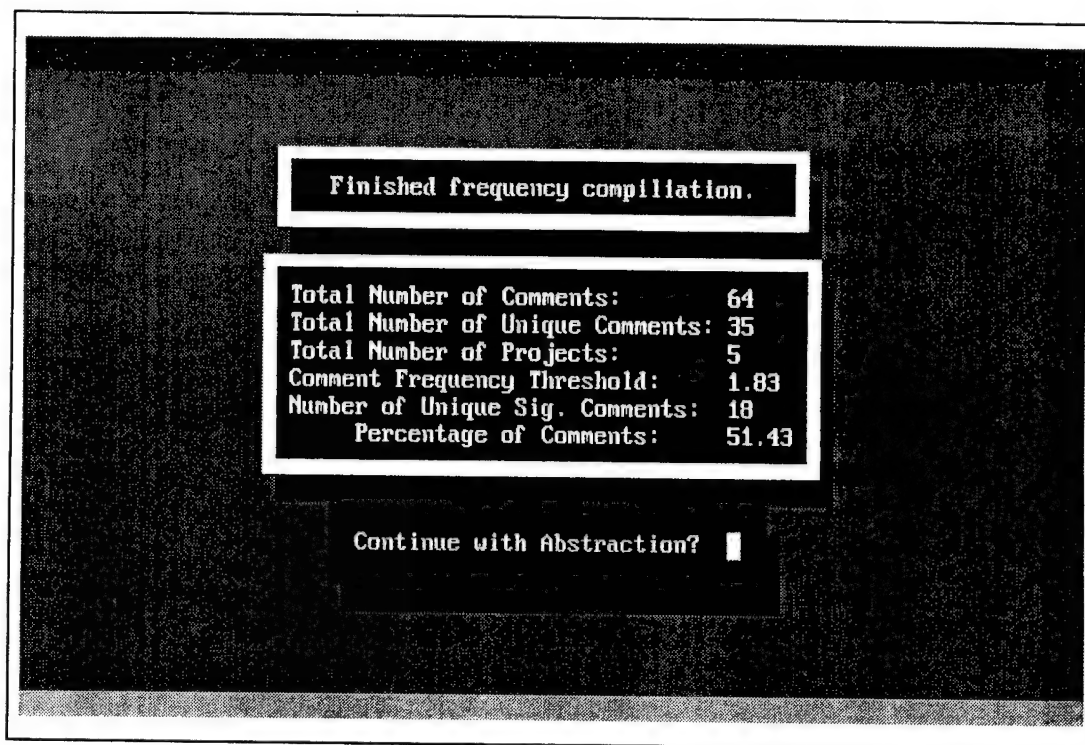 Finished frequency compiliation.
Total Number of Comments: 64
Total Number of Unique Comments: 35
Total Number of Projects: 5
Comment Frequency Threshold: 1.83
Number of Unique Sig. Comments: 18
Percentage of Comments: 51.43
Continue with Abstraction?